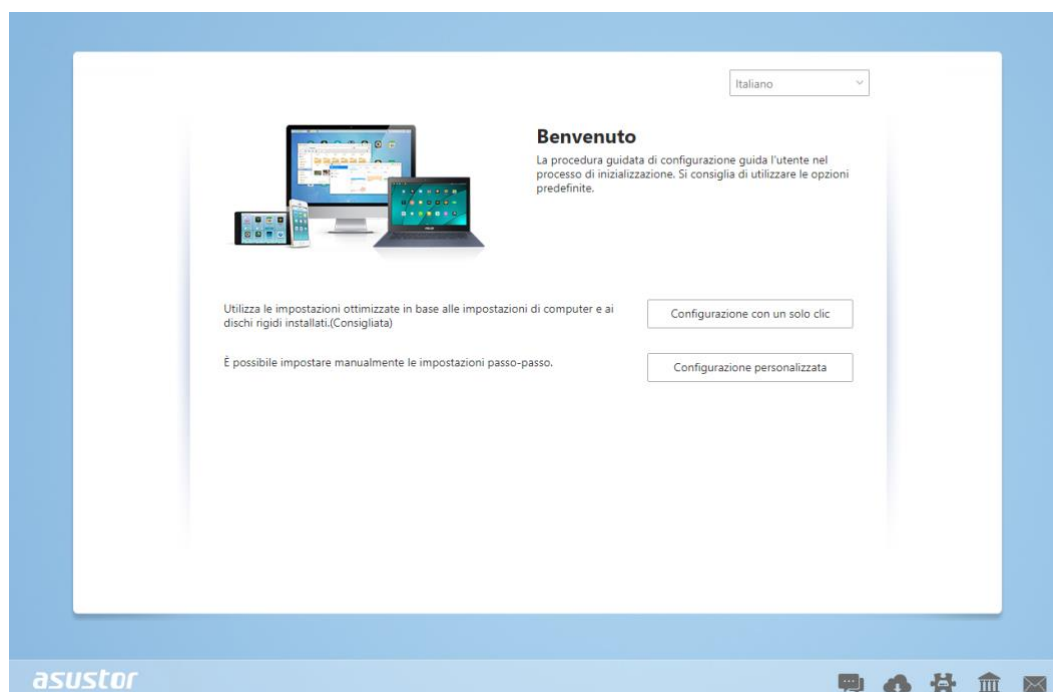 Italiano
Benvenuto
La procedura guidata di configurazione guida l'utente nel
processo di inizializzazione. Si consiglia di utilizzare le opzioni
predefinite.
Utilizza le impostazioni ottimizzate in base alle impostazioni di computer e ai
dischi rigidi installati.(Consigliata)
Configurazione con un solo clic
È possibile impostare manualmente le impostazioni passo-passo.
Configurazione personalizzata
asustor